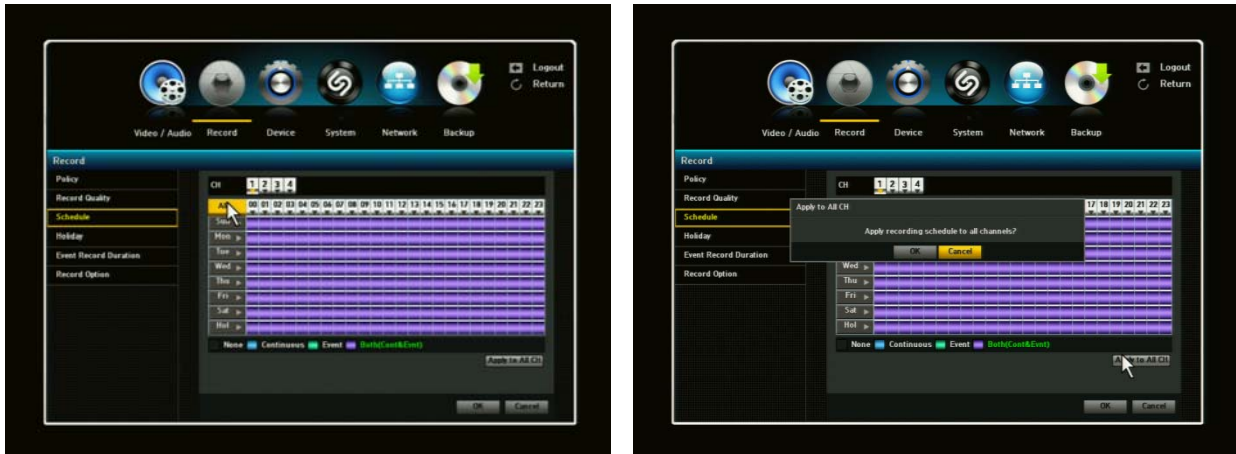 Logout
Return
Video / Audio Record Device System Network Backup
Record
Policy
Record Quality
Schedule
Holiday
Event Record Duration
Record Option
CH 1 2 3 4
All 00 01 02 03 04 05 06 07 08 09 10 11 12 13 14 15 16 17 18 19 20 21 22 23
Sun
Mon
Tue
Wed
Thu
Fri
Sat
Hol
None Continuous Event Both(Cont&Evnt)
Apply to All CH
OK Cancel
Logout
Return
Video / Audio Record Device System Network Backup
Record
Policy
Record Quality
Schedule
Holiday
Event Record Duration
Record Option
CH 1 2 3 4
17 18 19 20 21 22 23
Apply to All CH
Apply recording schedule to all channels?
OK Cancel
Wed
Thu
Fri
Sat
Hol
None Continuous Event Both(Cont&Evnt)
Apply to All CH
OK Cancel